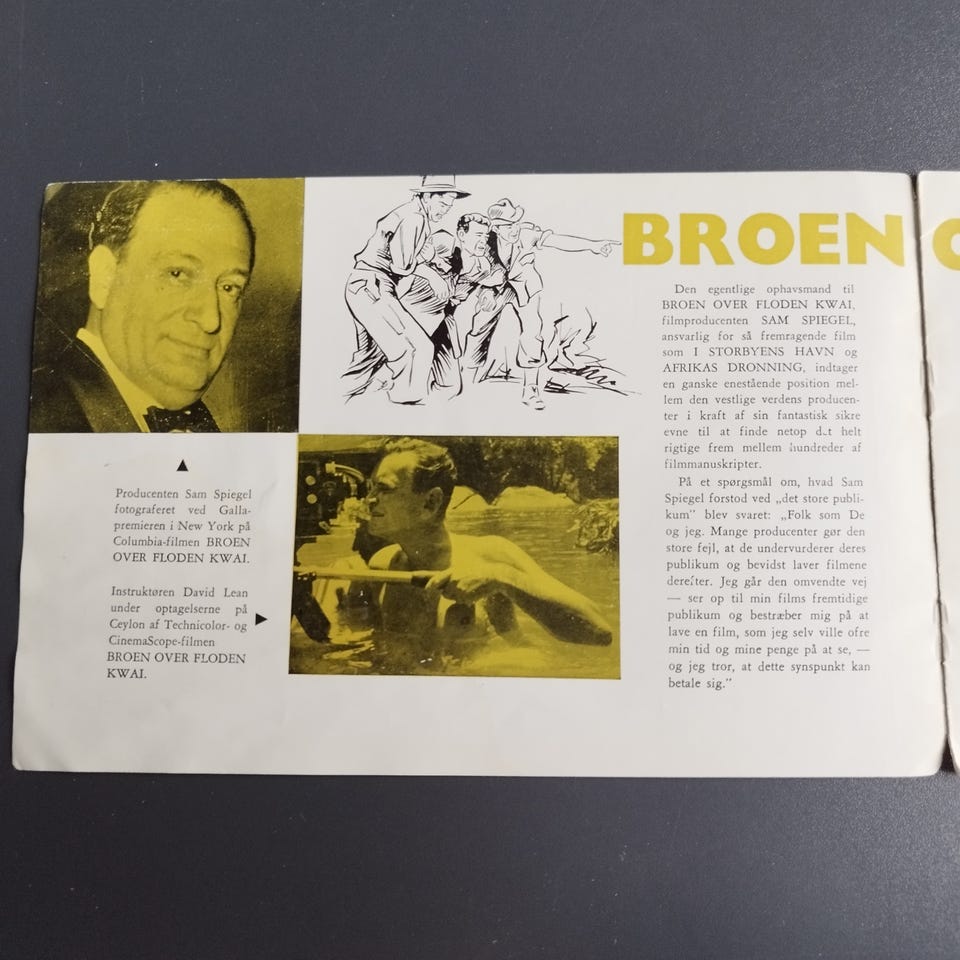 Producenten Sam Spiegel
fotograferet ved Galla-
premieren i New York på
Columbia-filmen BROEN
OVER FLODEN KWAI.
Instruktøren David Lean
under optagelserne på
Ceylon af Technicolor- og
CinemaScope-filmen
BROEN OVER FLODEN
KWAI.
BROEN O
Den egentlige ophavsmand til
BROEN OVER FLODEN KWAI,
filmproducenten SAM SPIEGEL,
ansvarlig for så fremragende film
som I STORBYENS HAVN og
AFRIKAS DRONNING, indtager
en ganske enestående position mel-
lem den vestlige verdens producen-
ter i kraft af sin fantastisk sikre
evne til at finde netop d.t helt
rigtige frem mellem hundreder af
filmmanuskripter.
På et spørgsmål om, hvad Sam
Spiegel forstod ved „det store publi-
kum” blev svaret: „Folk som De
og jeg. Mange producenter gør den
store fejl, at de undervurderer deres
publikum og bevidst laver filmene
derefter. Jeg går den omvendte vej
— ser op til min films fremtidige
publikum og bestræber mig på at
lave en film, som jeg selv ville ofre
min tid og mine penge på at se, —
og jeg tror, at dette synspunkt kan
betale sig.”